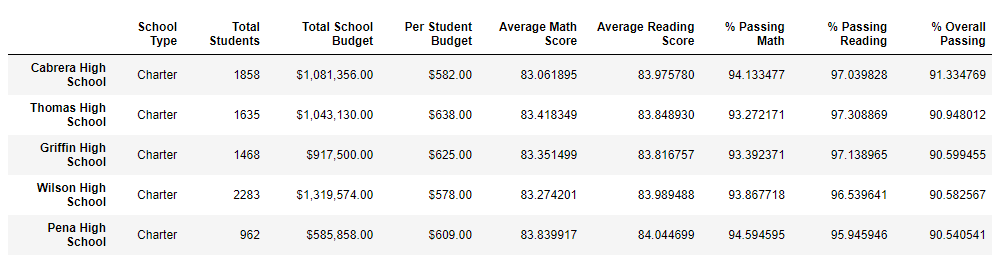 School Type Total Students Total School Budget Per Student Budget Average Math Score Average Reading Score % Passing Math % Passing Reading % Overall Passing
Cabrera High School Charter 1858 $1,081,356.00 $582.00 83.061895 83.975780 94.133477 97.039828 91.334769
Thomas High School Charter 1635 $1,043,130.00 $638.00 83.418349 83.848930 93.272171 97.308869 90.948012
Griffin High School Charter 1468 $917,500.00 $625.00 83.351499 83.816757 93.392371 97.138965 90.599455
Wilson High School Charter 2283 $1,319,574.00 $578.00 83.274201 83.989488 93.867718 96.539641 90.582567
Pena High School Charter 962 $585,858.00 $609.00 83.839917 84.044699 94.594595 95.945946 90.540541